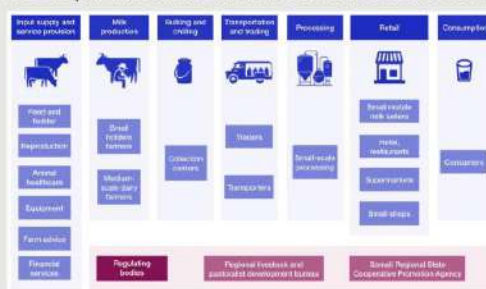 Input supply and
service provision
Milk
production
Bulking and
chilling
Transportation
and trading
Processing
Retail
Consumption
Feed and
fodder
Reproduction
Animal
healthcare
Equipment
Farm advice
Financial
services
Small
holders
farmers
Medium-
scale dairy
farmers
Collection
centers
Traders
Transporters
Small-scale
processing
Small mobile
milk sellers
Hotel,
restaurants
Supermarkets
Small shops
Consumers
Regulating
bodies
Regional livestock and
pastoralist development bureau
Somali Regional State
Cooperative Promotion Agency